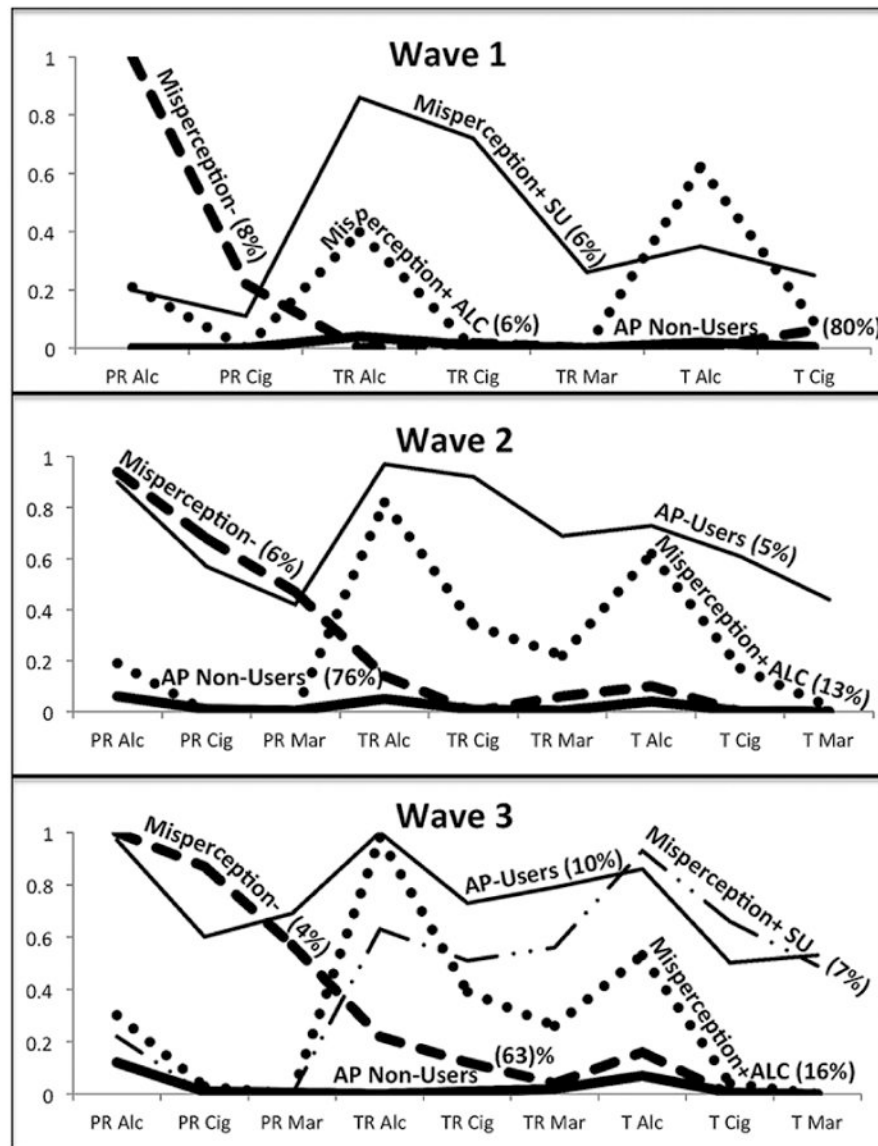 Wave 1
1
0.8
0.6
0.4
0.2
0
Misperception- (8%)
Misperception+ SU (6%)
Misperception+ ALC (6%)
AP Non-Users (80%)
PR Alc PR Cig TR Alc TR Cig TR Mar T Alc T Cig
Wave 2
1
0.8
0.6
0.4
0.2
0
Misperception- (6%)
AP-Users (5%)
Misperception+ ALC (13%)
AP Non-Users (76%)
PR Alc PR Cig PR Mar TR Alc TR Cig TR Mar T Alc T Cig T Mar
Wave 3
1
0.8
0.6
0.4
0.2
0
Misperception- (4%)
AP-Users (10%)
Misperception+ SU (7%)
Misperception+ALC (16%)
AP Non-Users (63)%
PR Alc PR Cig PR Mar TR Alc TR Cig TR Mar T Alc T Cig T Mar